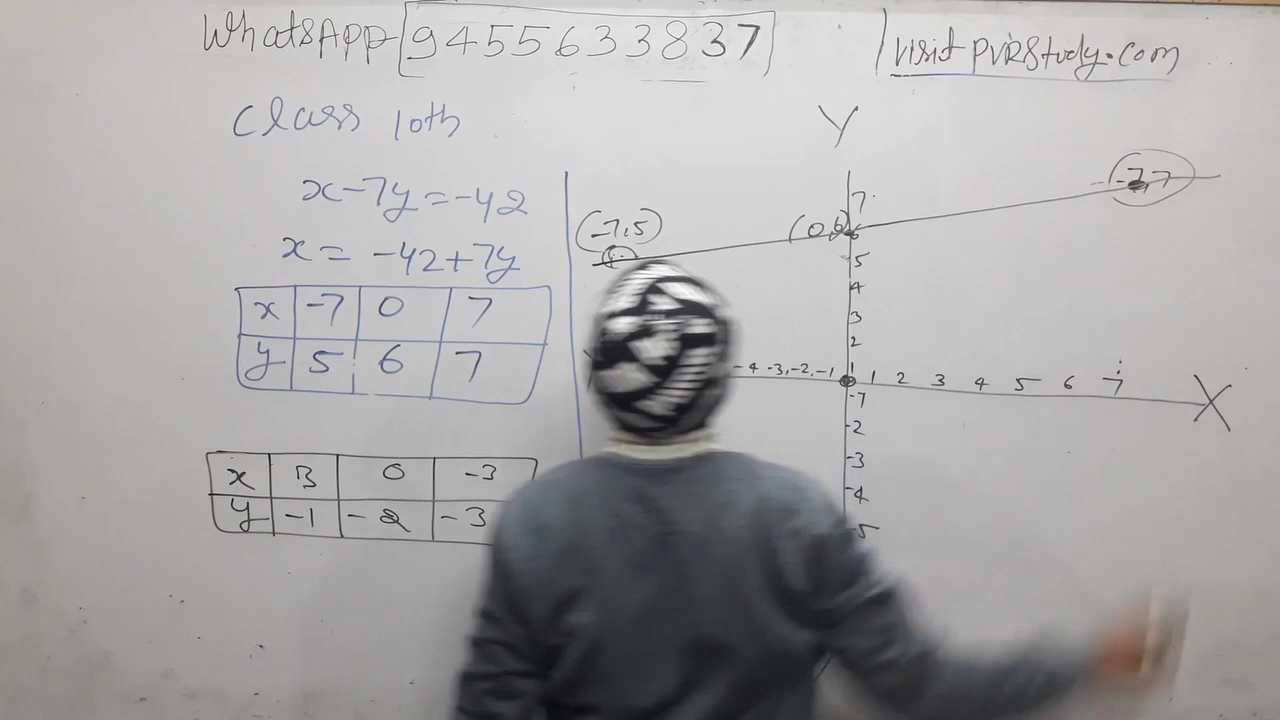 WhatsApp-9455633837
visit pvrstudy.com
Class 10th
x-7y=-42
x = -42+7y
x -7 0 7
y 5 6 7
x 3 0 -3
y -1 -2 -3
Y
(-7,5)
(0,6)
7
6
5
4
3
2
1
-4 -3,-2,-1
1 2 3 4 5 6 7
X
-1
-2
-3
-4
5